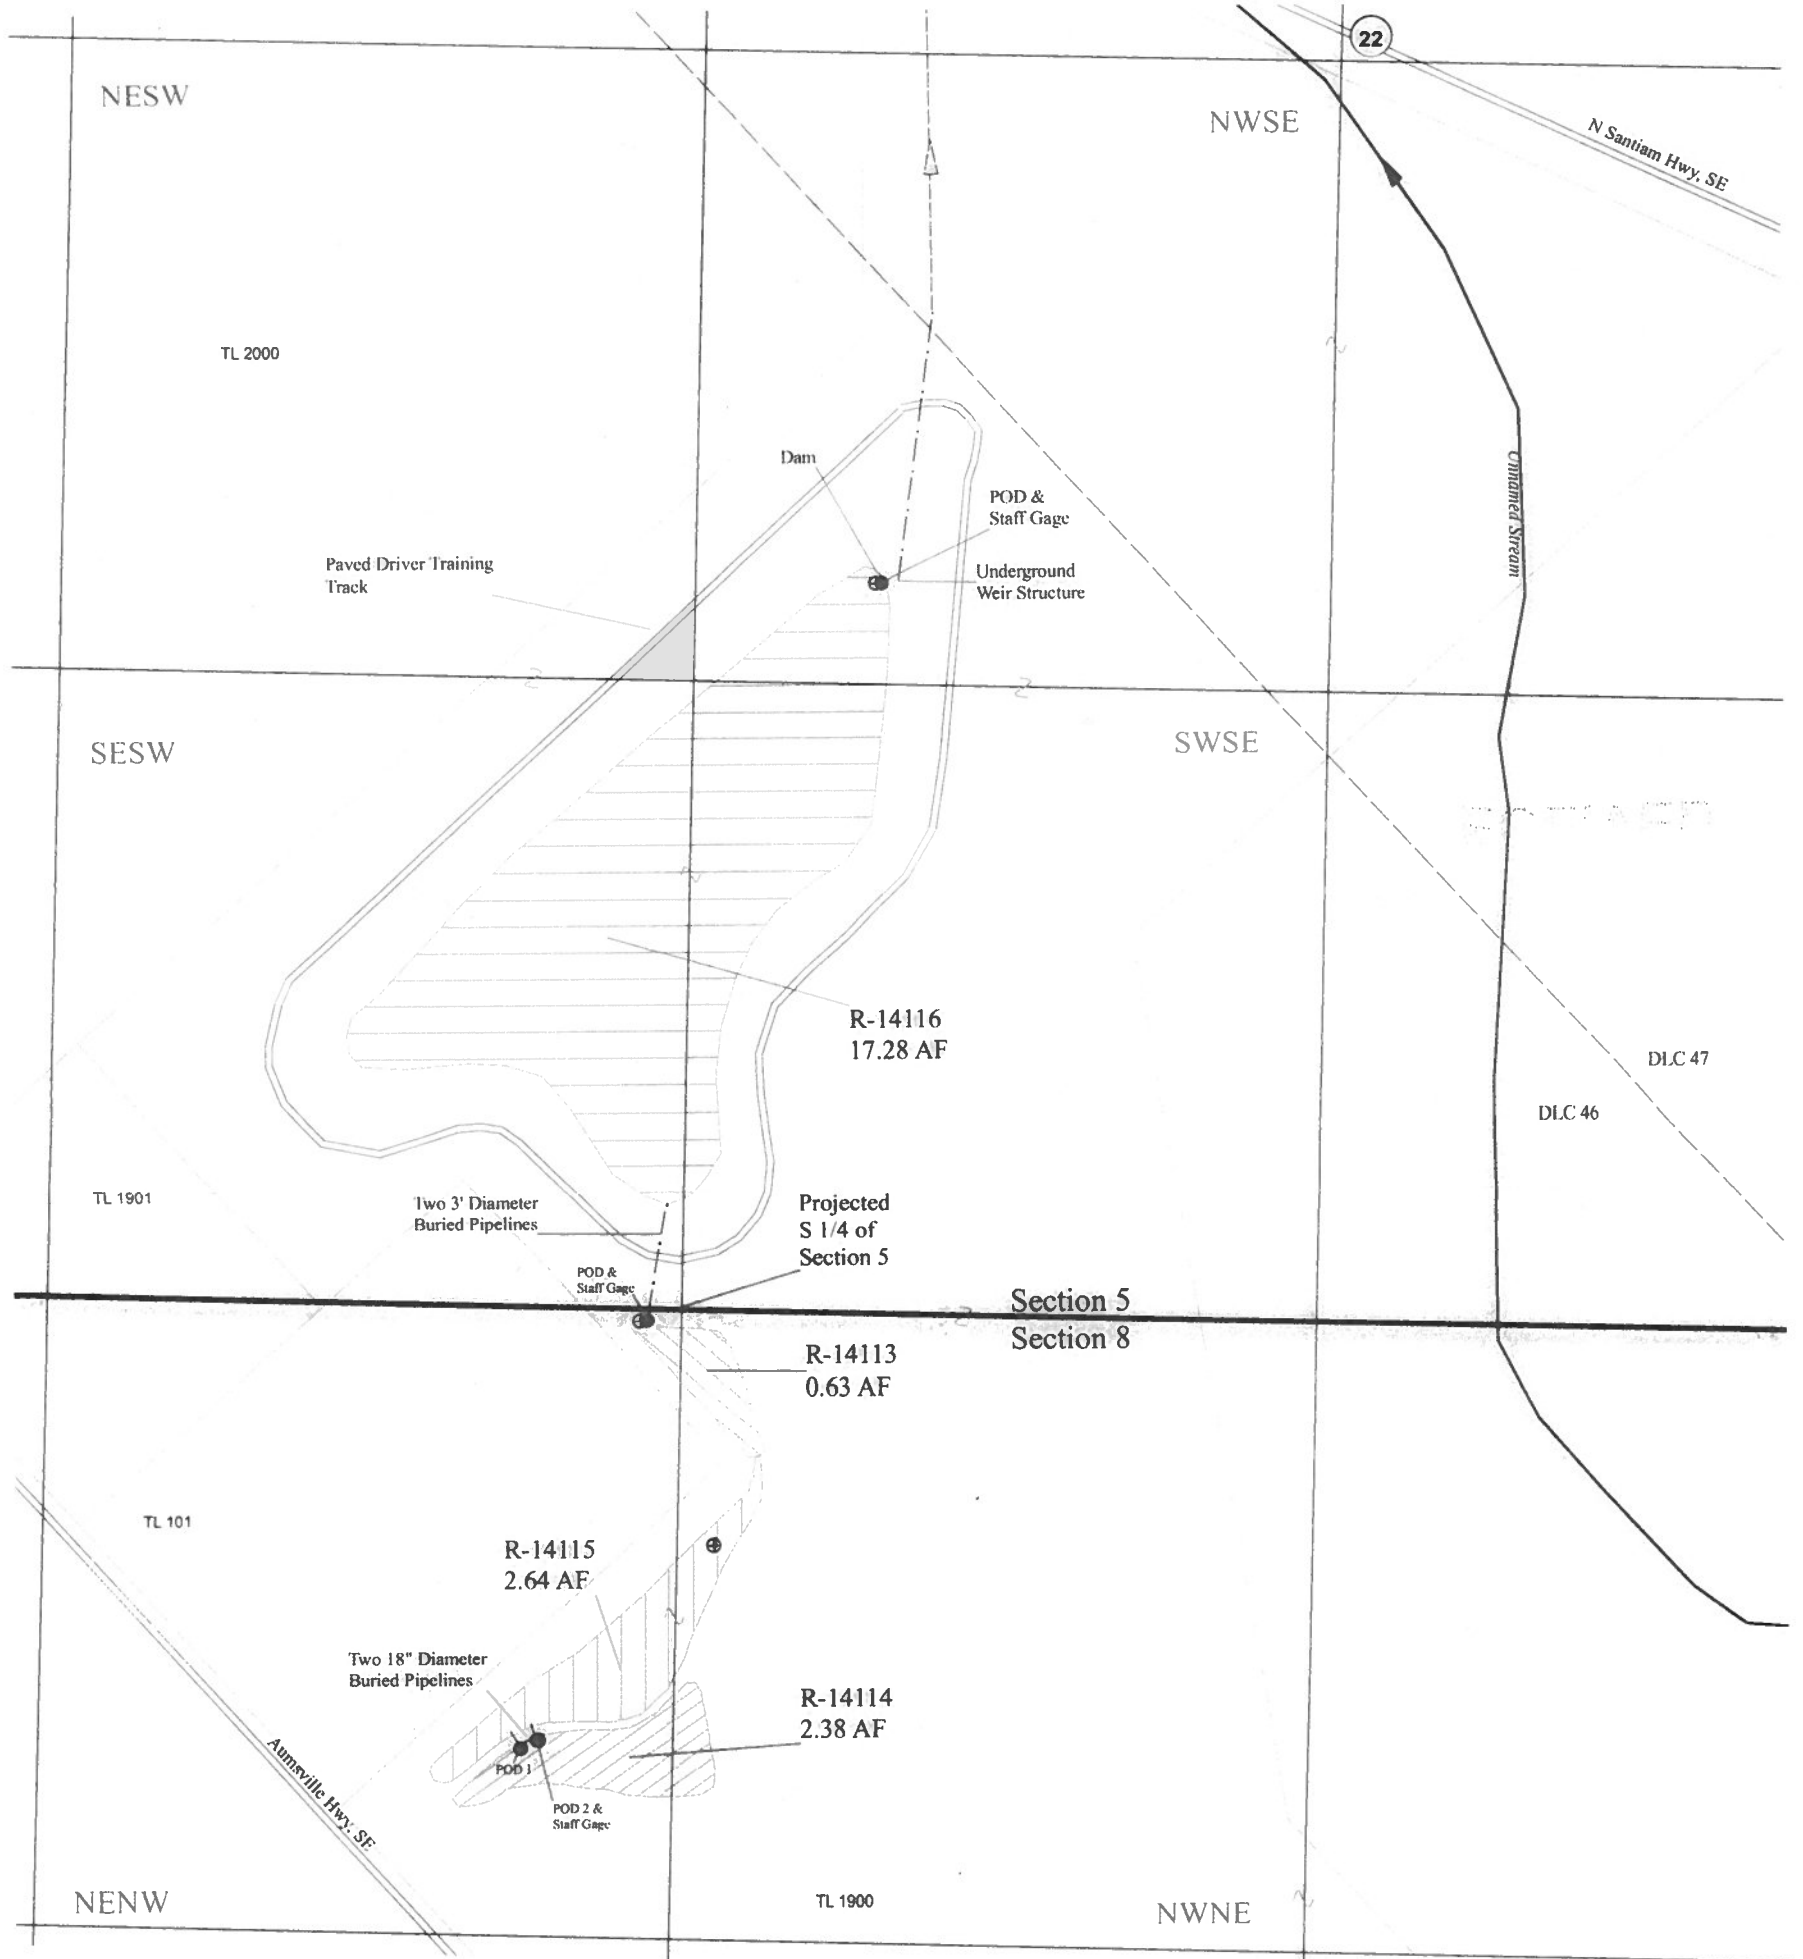 22
NESW
NWSE
N Santiam Hwy, SE
TL 2000
Dam
POD &
Staff Gage
Unnamed Stream
Paved Driver Training
Track
Underground
Weir Structure
SESW
SWSE
R-14116
17.28 AF
DLC 47
DLC 46
TL 1901
Two 3' Diameter
Buried Pipelines
Projected
S 1/4 of
Section 5
POD &
Staff Gage
Section 5
Section 8
R-14113
0.63 AF
TL 101
R-14115
2.64 AF
Two 18" Diameter
Buried Pipelines
R-14114
2.38 AF
POD 1
POD 2 &
Staff Gage
Aumsville Hwy, SE
NENW
TL 1900
NWNE